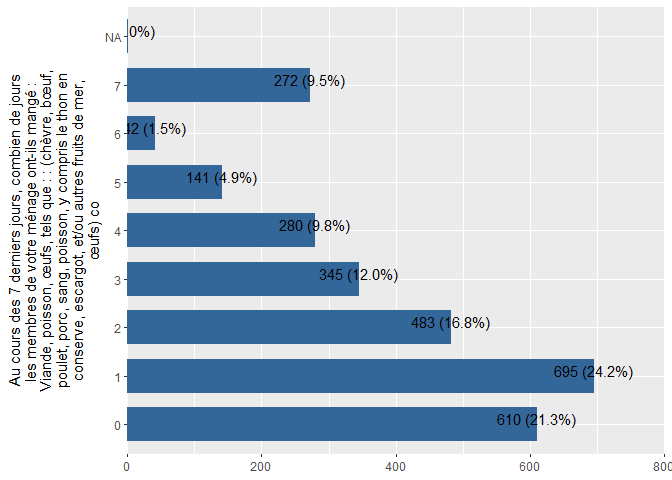 Au cours des 7 derniers jours, combien de jours
les membres de votre ménage ont-ils mangé :
Viande, poisson, œufs, tels que : : (chèvre, bœuf,
poulet, porc, sang, poisson, y compris le thon en
conserve, escargot, et/ou autres fruits de mer,
œufs) co
NA 0%)
7 272 (9.5%)
6 42 (1.5%)
5 141 (4.9%)
4 280 (9.8%)
3 345 (12.0%)
2 483 (16.8%)
1 695 (24.2%)
0 610 (21.3%)
0 200 400 600 800